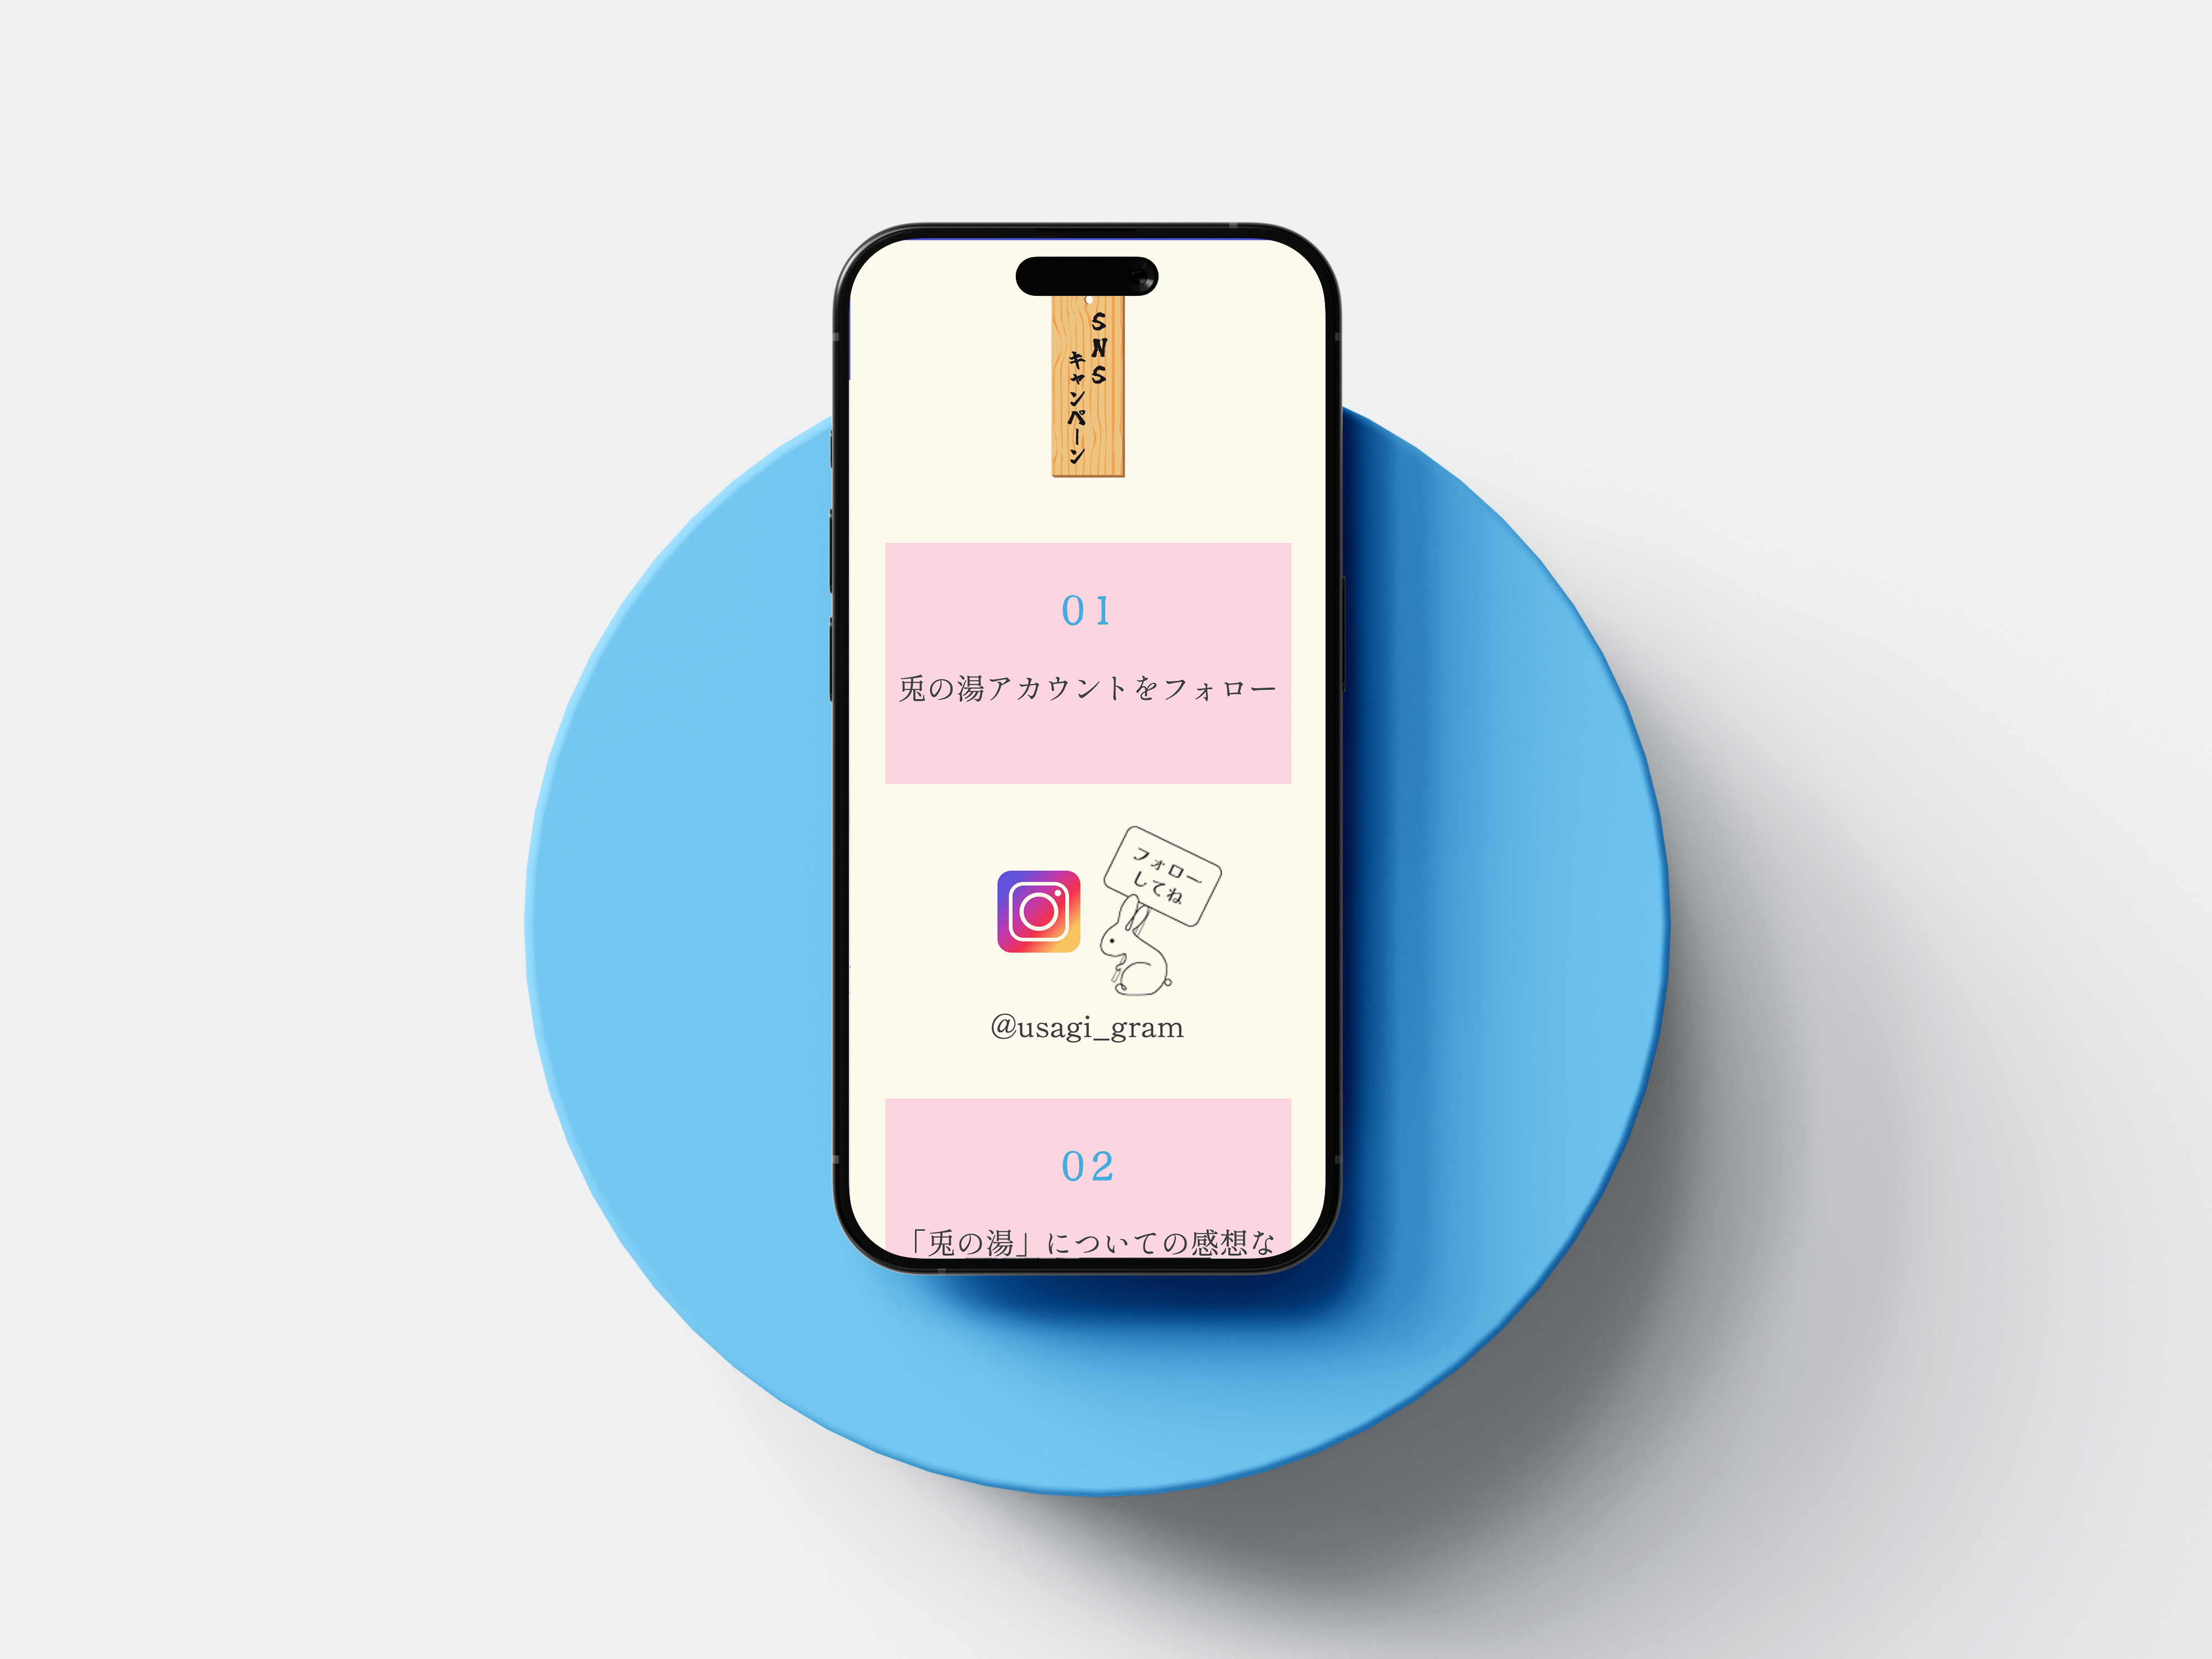 SNS
キャンペーン
01
兎の湯アカウントをフォロー
フォロー
してね
@usagi_gram
02
「兎の湯」についての感想な